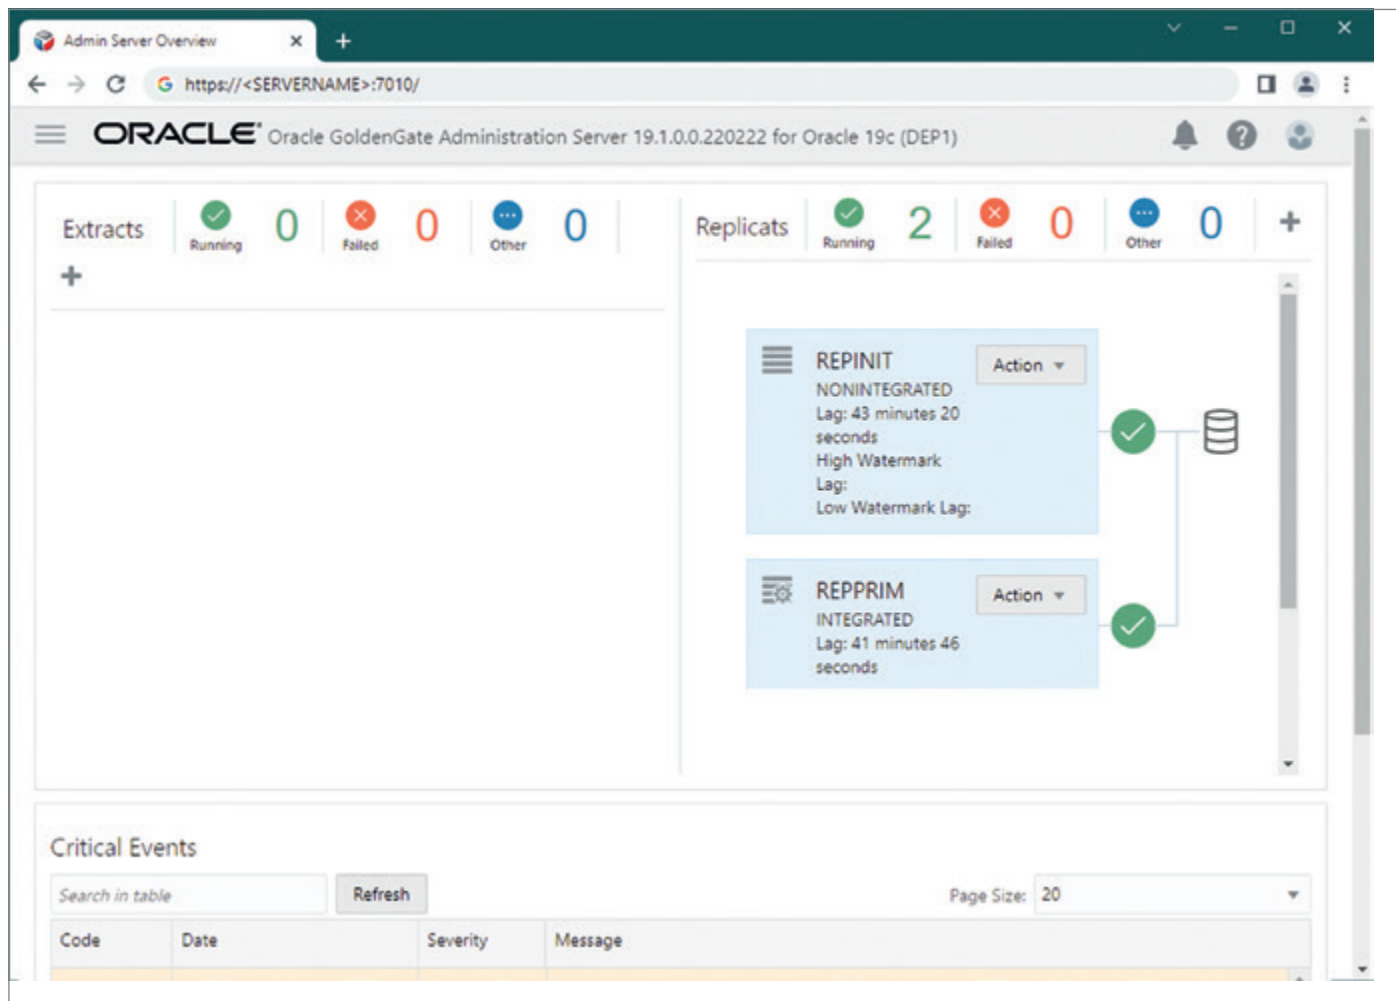 Admin Server Overview
https://<SERVERNAME>:7010/
ORACLE® Oracle GoldenGate Administration Server 19.1.0.0.220222 for Oracle 19c (DEP1)
Extracts Running 0 Failed 0 Other 0
Replicats Running 2 Failed 0 Other 0
REPINIT
Action
NONINTEGRATED
Lag: 43 minutes 20
seconds
High Watermark
Lag:
Low Watermark Lag:
REPPRIM
Action
INTEGRATED
Lag: 41 minutes 46
seconds
Critical Events
Search in table
Refresh
Page Size: 20
Code Date Severity Message